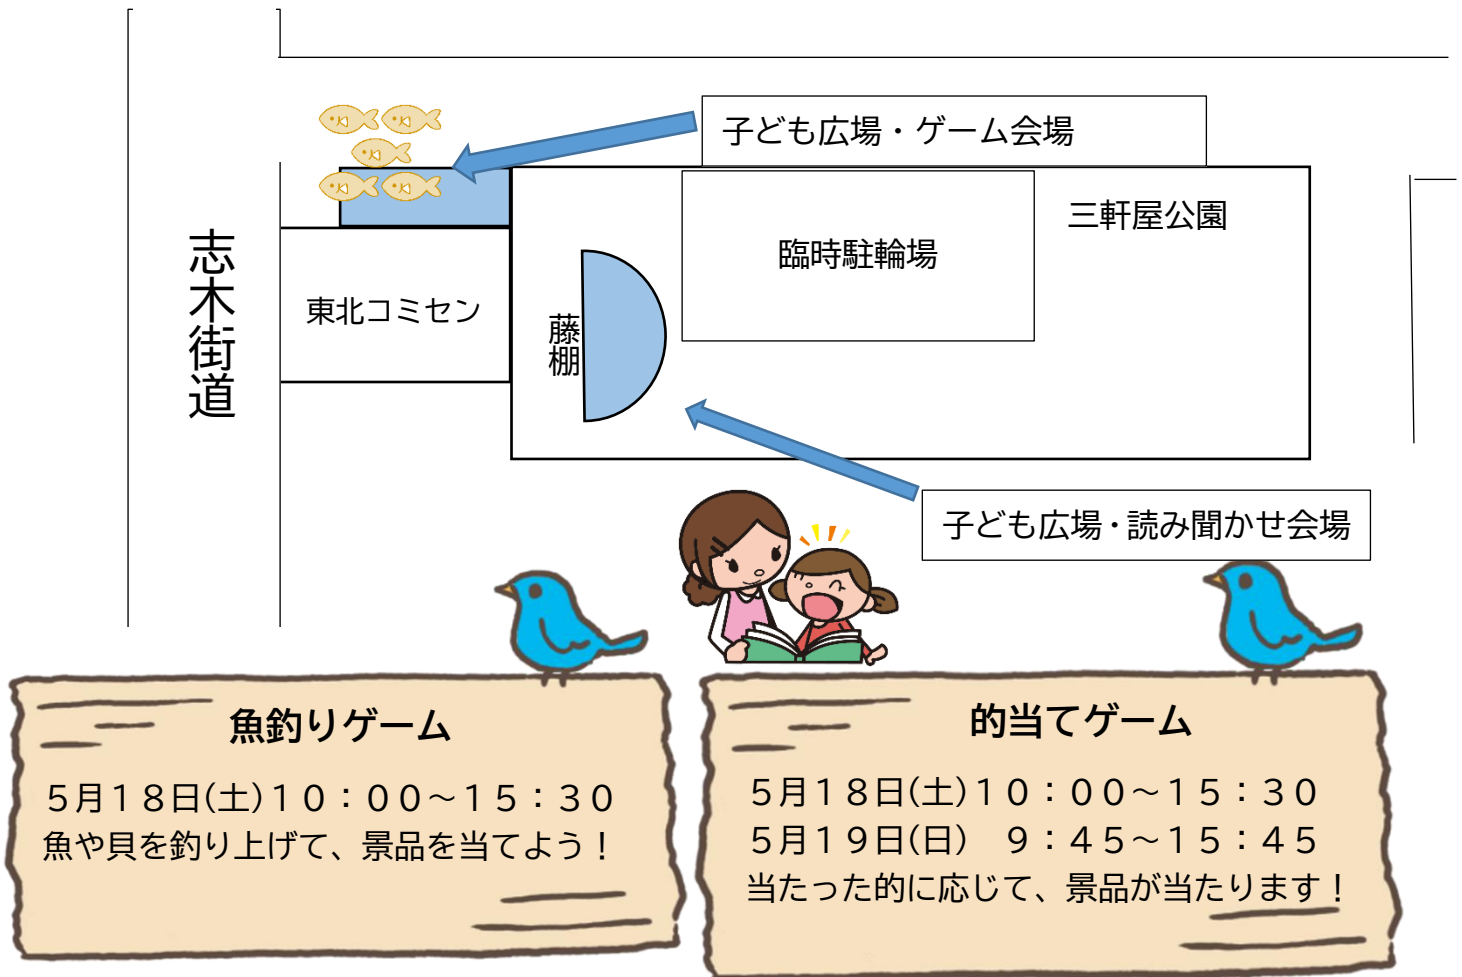 子ども広場・ゲーム会場
三軒屋公園
臨時駐輪場
志木街道
東北コミセン
藤棚
子ども広場・読み聞かせ会場
魚釣りゲーム
５月１８日(土)１０：００～１５：３０
魚や貝を釣り上げて、景品を当てよう！
的当てゲーム
５月１８日(土)１０：００～１５：３０
５月１９日(日)　９：４５～１５：４５
当たった的に応じて、景品が当たります！